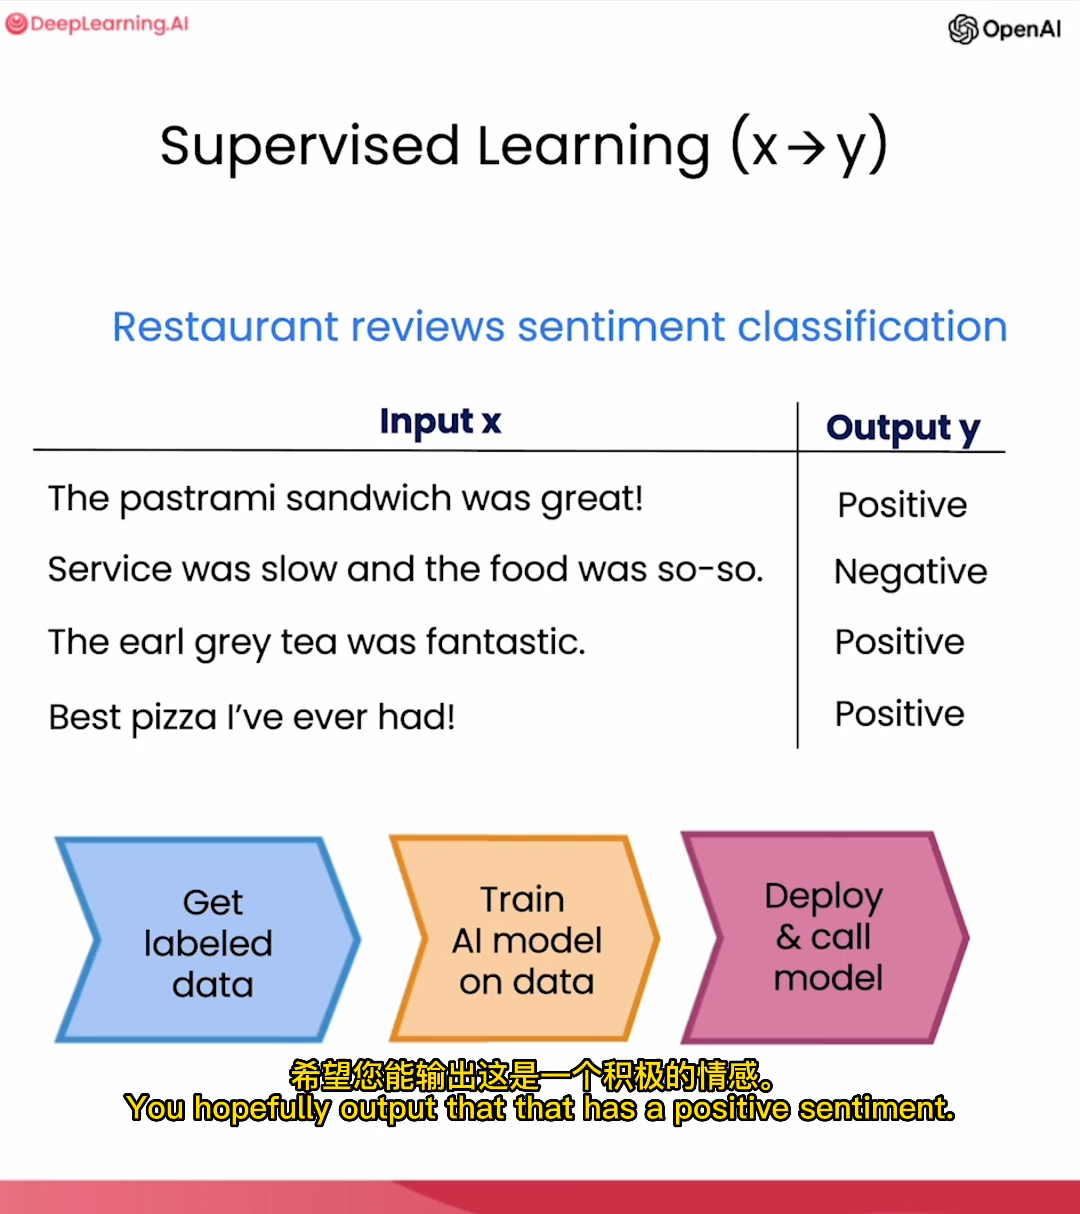 DeepLearning.AI
OpenAI
Supervised Learning (x→y)
Restaurant reviews sentiment classification
Input x
Output y
The pastrami sandwich was great!
Positive
Service was slow and the food was so-so.
Negative
The earl grey tea was fantastic.
Positive
Best pizza I've ever had!
Positive
Get
labeled
data
Train
AI model
on data
Deploy
& call
model
希望您能输出这是一个积极的情感。
You hopefully output that that has a positive sentiment.